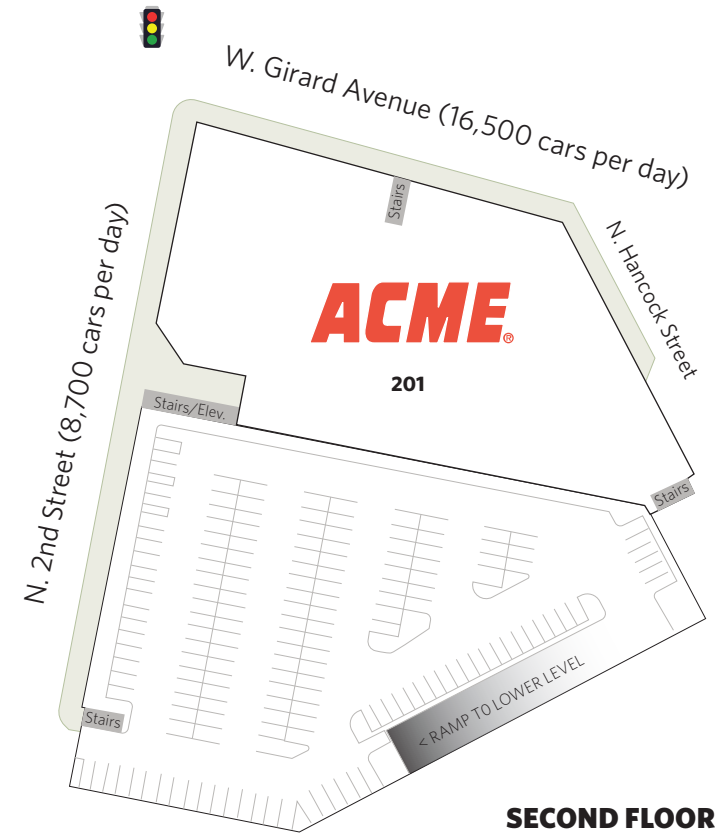 W. Girard Avenue (16,500 cars per day)
Stairs
N. Hancock Street
N. 2nd Street (8,700 cars per day)
ACME®
201
Stairs/Elev.
Stairs
Stairs
< RAMP TO LOWER LEVEL
SECOND FLOOR